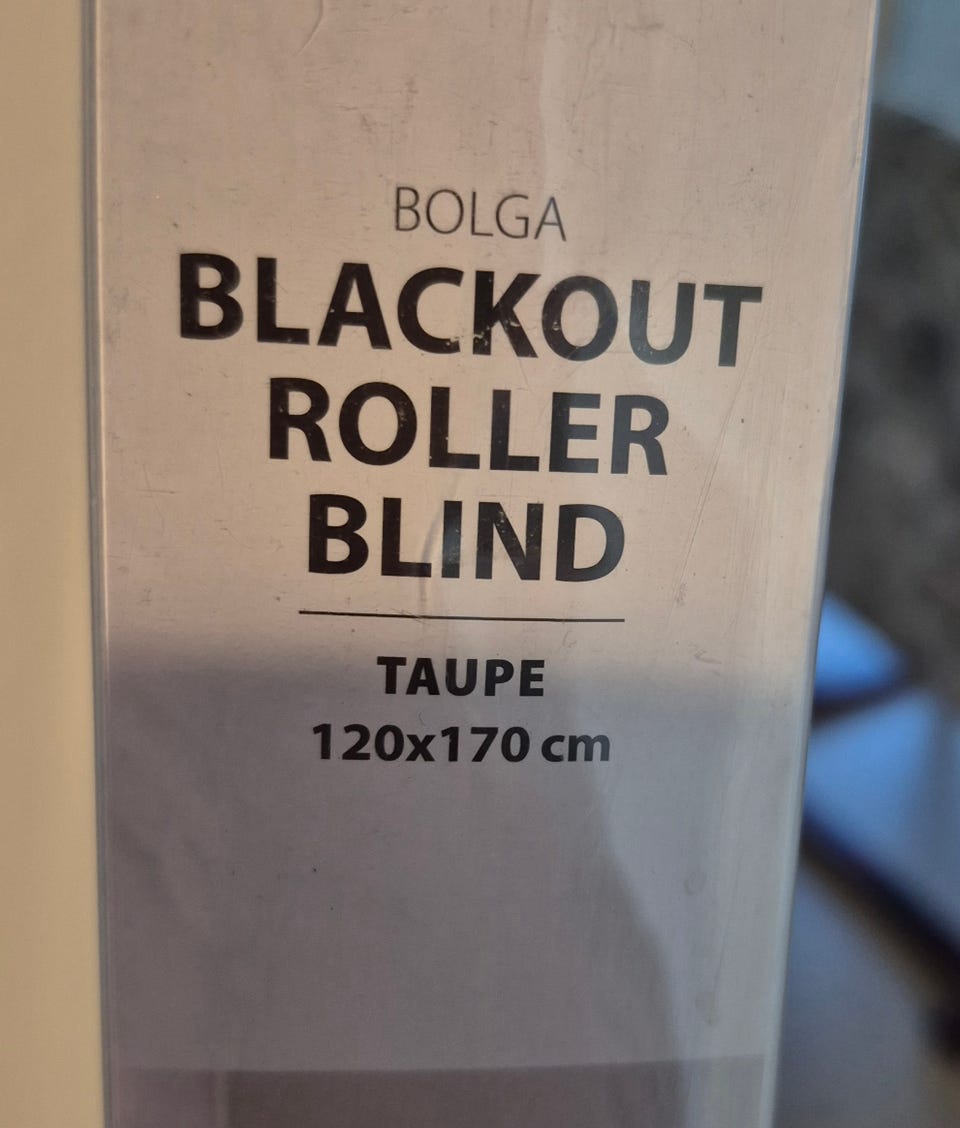 BOLGA
BLACKOUT
ROLLER
BLIND
TAUPE
120x170 cm